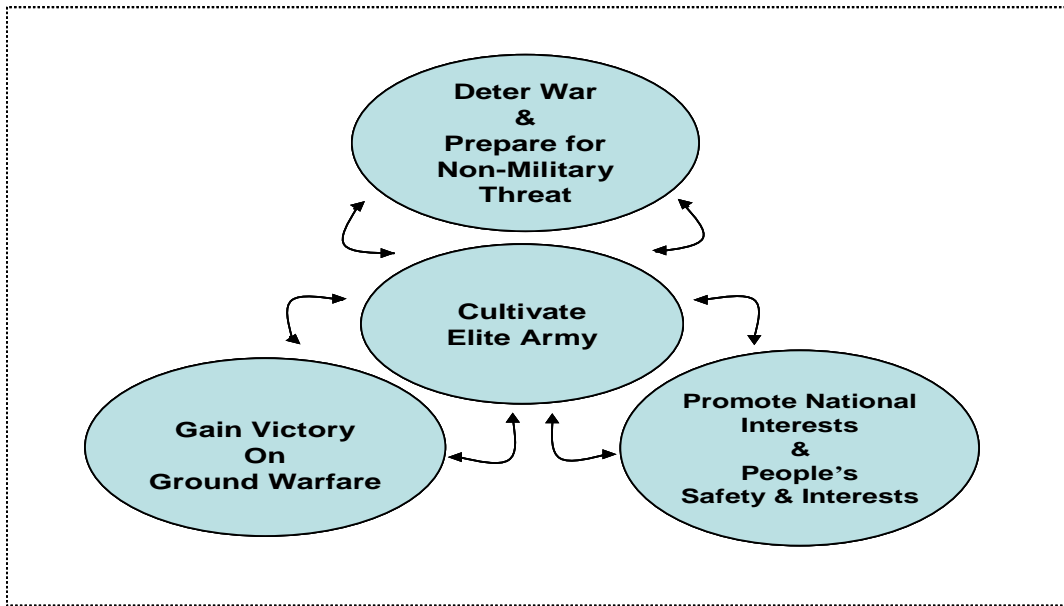 Deter War
&
Prepare for
Non-Military
Threat
Cultivate
Elite Army
Gain Victory
On
Ground Warfare
Promote National
Interests
&
People’s
Safety & Interests